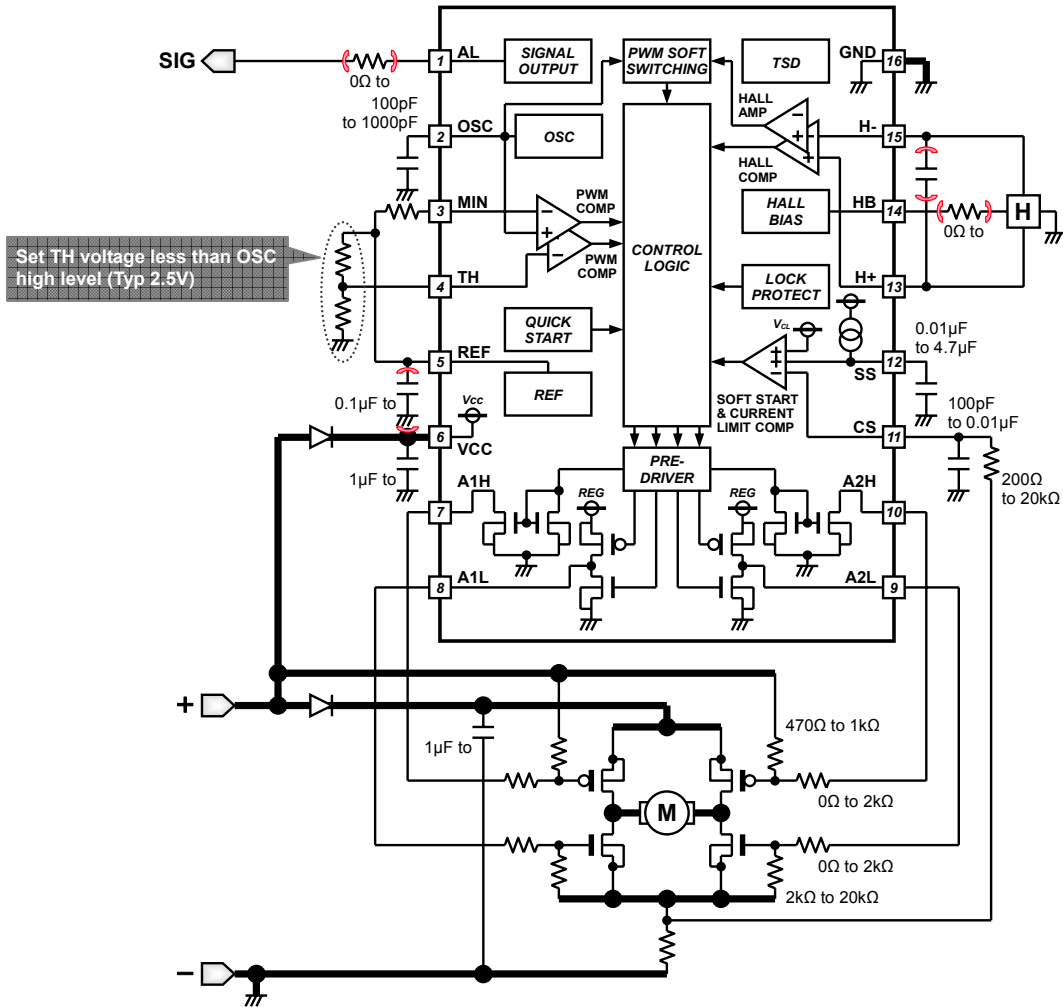 SIG
0Ω to
1
AL
SIGNAL
OUTPUT
PWM SOFT
SWITCHING
TSD
GND
16
100pF
to 1000pF
2
OSC
OSC
HALL
AMP
HALL
COMP
H-
15
3
MIN
PWM
COMP
PWM
COMP
CONTROL
LOGIC
HALL
BIAS
HB
14
0Ω to
H
Set TH voltage less than OSC
high level (Typ 2.5V)
4
TH
LOCK
PROTECT
H+
13
QUICK
START
VCL
0.01µF
to 4.7µF
5
REF
REF
SS
12
0.1µF to
SOFT START
& CURRENT
LIMIT COMP
100pF
to 0.01µF
CS
11
Vcc
6
VCC
1µF to
PRE-
DRIVER
200Ω
to 20kΩ
A1H
7
REG
REG
A2H
10
8
A1L
A2L
9
+
1µF to
470Ω to 1kΩ
0Ω to 2kΩ
M
0Ω to 2kΩ
2kΩ to 20kΩ
−